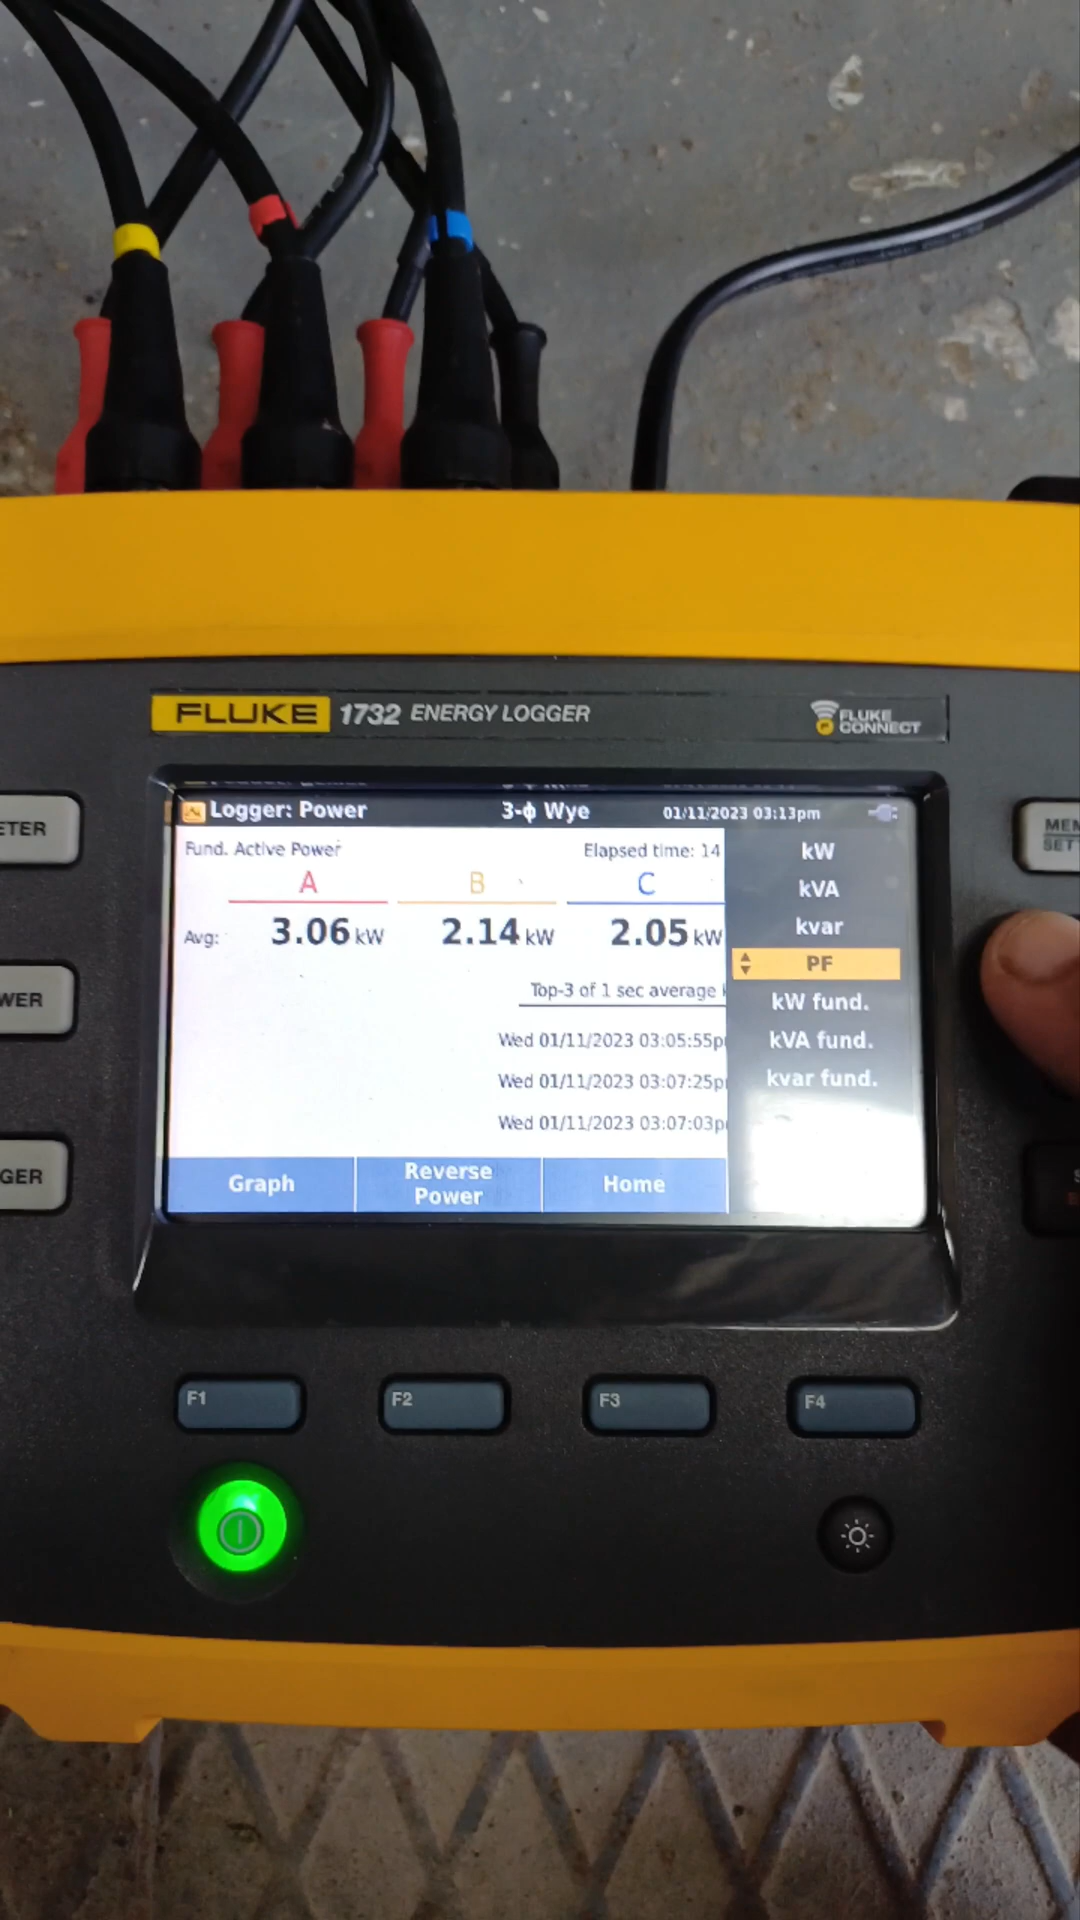 FLUKE 1732 ENERGY LOGGER
FLUKE
CONNECT
Logger: Power 3-ϕ Wye 01/11/2023 03:13pm
Fund. Active Power Elapsed time: 14
A B C
Avg: 3.06 kW 2.14 kW 2.05 kW
Top-3 of 1 sec average
Wed 01/11/2023 03:05:55p
Wed 01/11/2023 03:07:25p
Wed 01/11/2023 03:07:03p
kW
kVA
kvar
PF
kW fund.
kVA fund.
kvar fund.
Graph
Reverse
Power
Home
ETER
WER
GER
MEN
SET
F1 F2 F3 F4